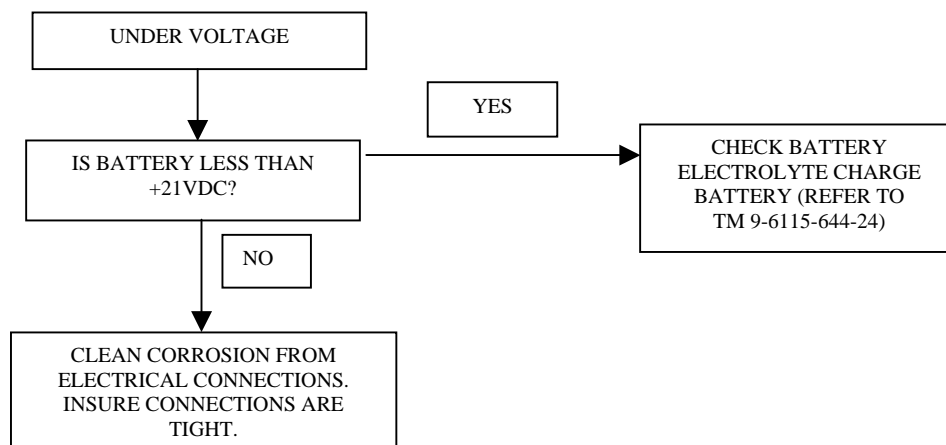 UNDER VOLTAGE
YES
IS BATTERY LESS THAN
+21VDC?
CHECK BATTERY
ELECTROLYTE CHARGE
BATTERY (REFER TO
TM 9-6115-644-24)
NO
CLEAN CORROSION FROM
ELECTRICAL CONNECTIONS.
INSURE CONNECTIONS ARE
TIGHT.